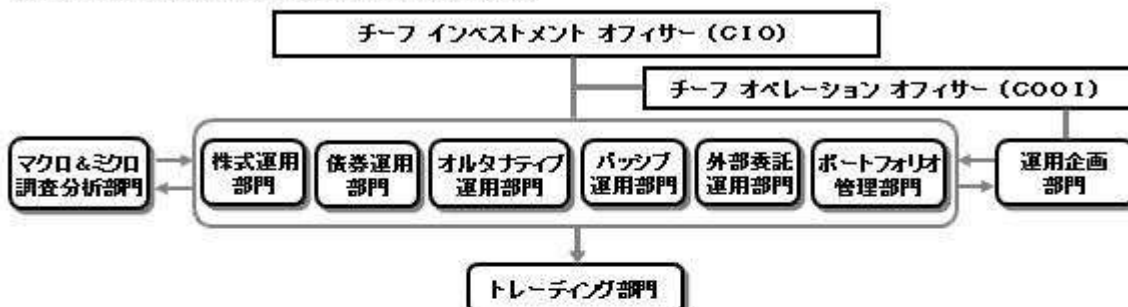 チーフ インベストメント オフィサー (CIO)
チーフ オペレーション オフィサー (COOI)
マクロ＆ミクロ
調査分析部門
株式運用
部門
債券運用
部門
オルタナティブ
運用部門
パッシブ
運用部門
外部委託
運用部門
ポートフォリオ
管理部門
運用企画
部門
トレーディング部門